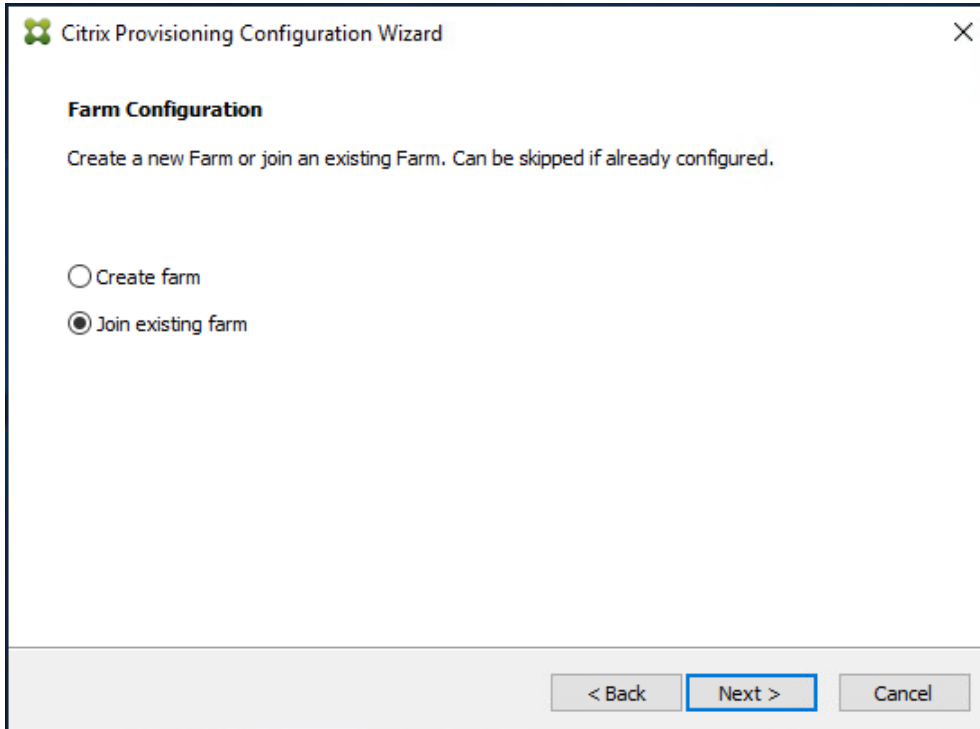 Citrix Provisioning Configuration Wizard
Farm Configuration
Create a new Farm or join an existing Farm. Can be skipped if already configured.
Create farm
Join existing farm
< Back
Next >
Cancel